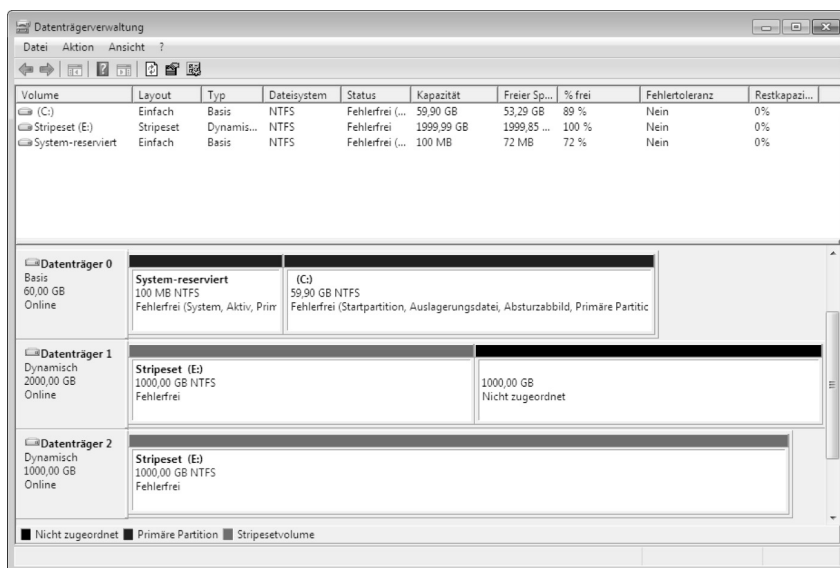 Datenträgerverwaltung
Datei Aktion Ansicht ?
Volume Layout Typ Dateisystem Status Kapazität Freier Sp... % frei Fehlertoleranz Restkapazi...
(C:) Einfach Basis NTFS Fehlerfrei (... 59,90 GB 53,29 GB 89 % Nein 0%
Stripeset (E:) Stripeset Dynamis... NTFS Fehlerfrei 1999,99 GB 1999,85 ... 100 % Nein 0%
System-reserviert Einfach Basis NTFS Fehlerfrei (... 100 MB 72 MB 72 % Nein 0%
Datenträger 0
Basis
60,00 GB
Online
System-reserviert
100 MB NTFS
Fehlerfrei (System, Aktiv, Prim
(C:)
59,90 GB NTFS
Fehlerfrei (Startpartition, Auslagerungsdatei, Absturzabbild, Primäre Partitic
Datenträger 1
Dynamisch
2000,00 GB
Online
Stripeset (E:)
1000,00 GB NTFS
Fehlerfrei
1000,00 GB
Nicht zugeordnet
Datenträger 2
Dynamisch
1000,00 GB
Online
Stripeset (E:)
1000,00 GB NTFS
Fehlerfrei
Nicht zugeordnet Primäre Partition Stripesetvolume